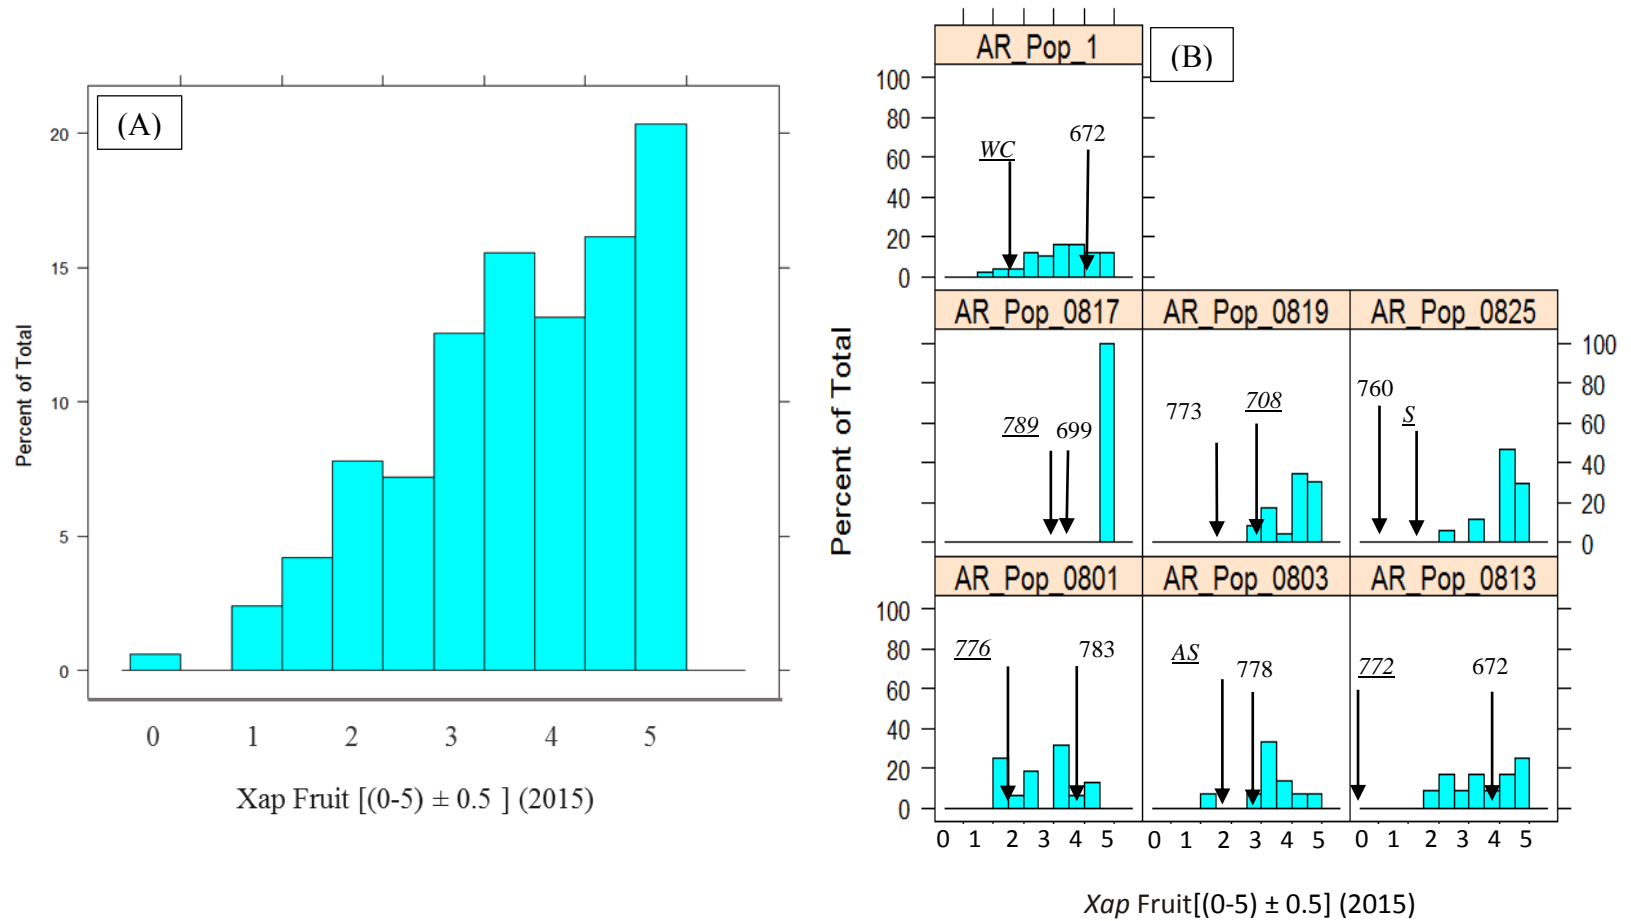 (A)
20
15
10
5
0
Percent of Total
0 1 2 3 4 5
Xap Fruit [(0-5) ± 0.5 ] (2015)
(B)
AR_Pop_1
100
80
60
40
20
0
WC
672
AR_Pop_0817 AR_Pop_0819 AR_Pop_0825
789 699
773 708
760 S
100
80
60
40
20
0
Percent of Total
AR_Pop_0801 AR_Pop_0803 AR_Pop_0813
100
80
60
40
20
0
776 783
AS 778
772 672
0 1 2 3 4 5 0 1 2 3 4 5 0 1 2 3 4 5
Xap Fruit[(0-5) ± 0.5] (2015)